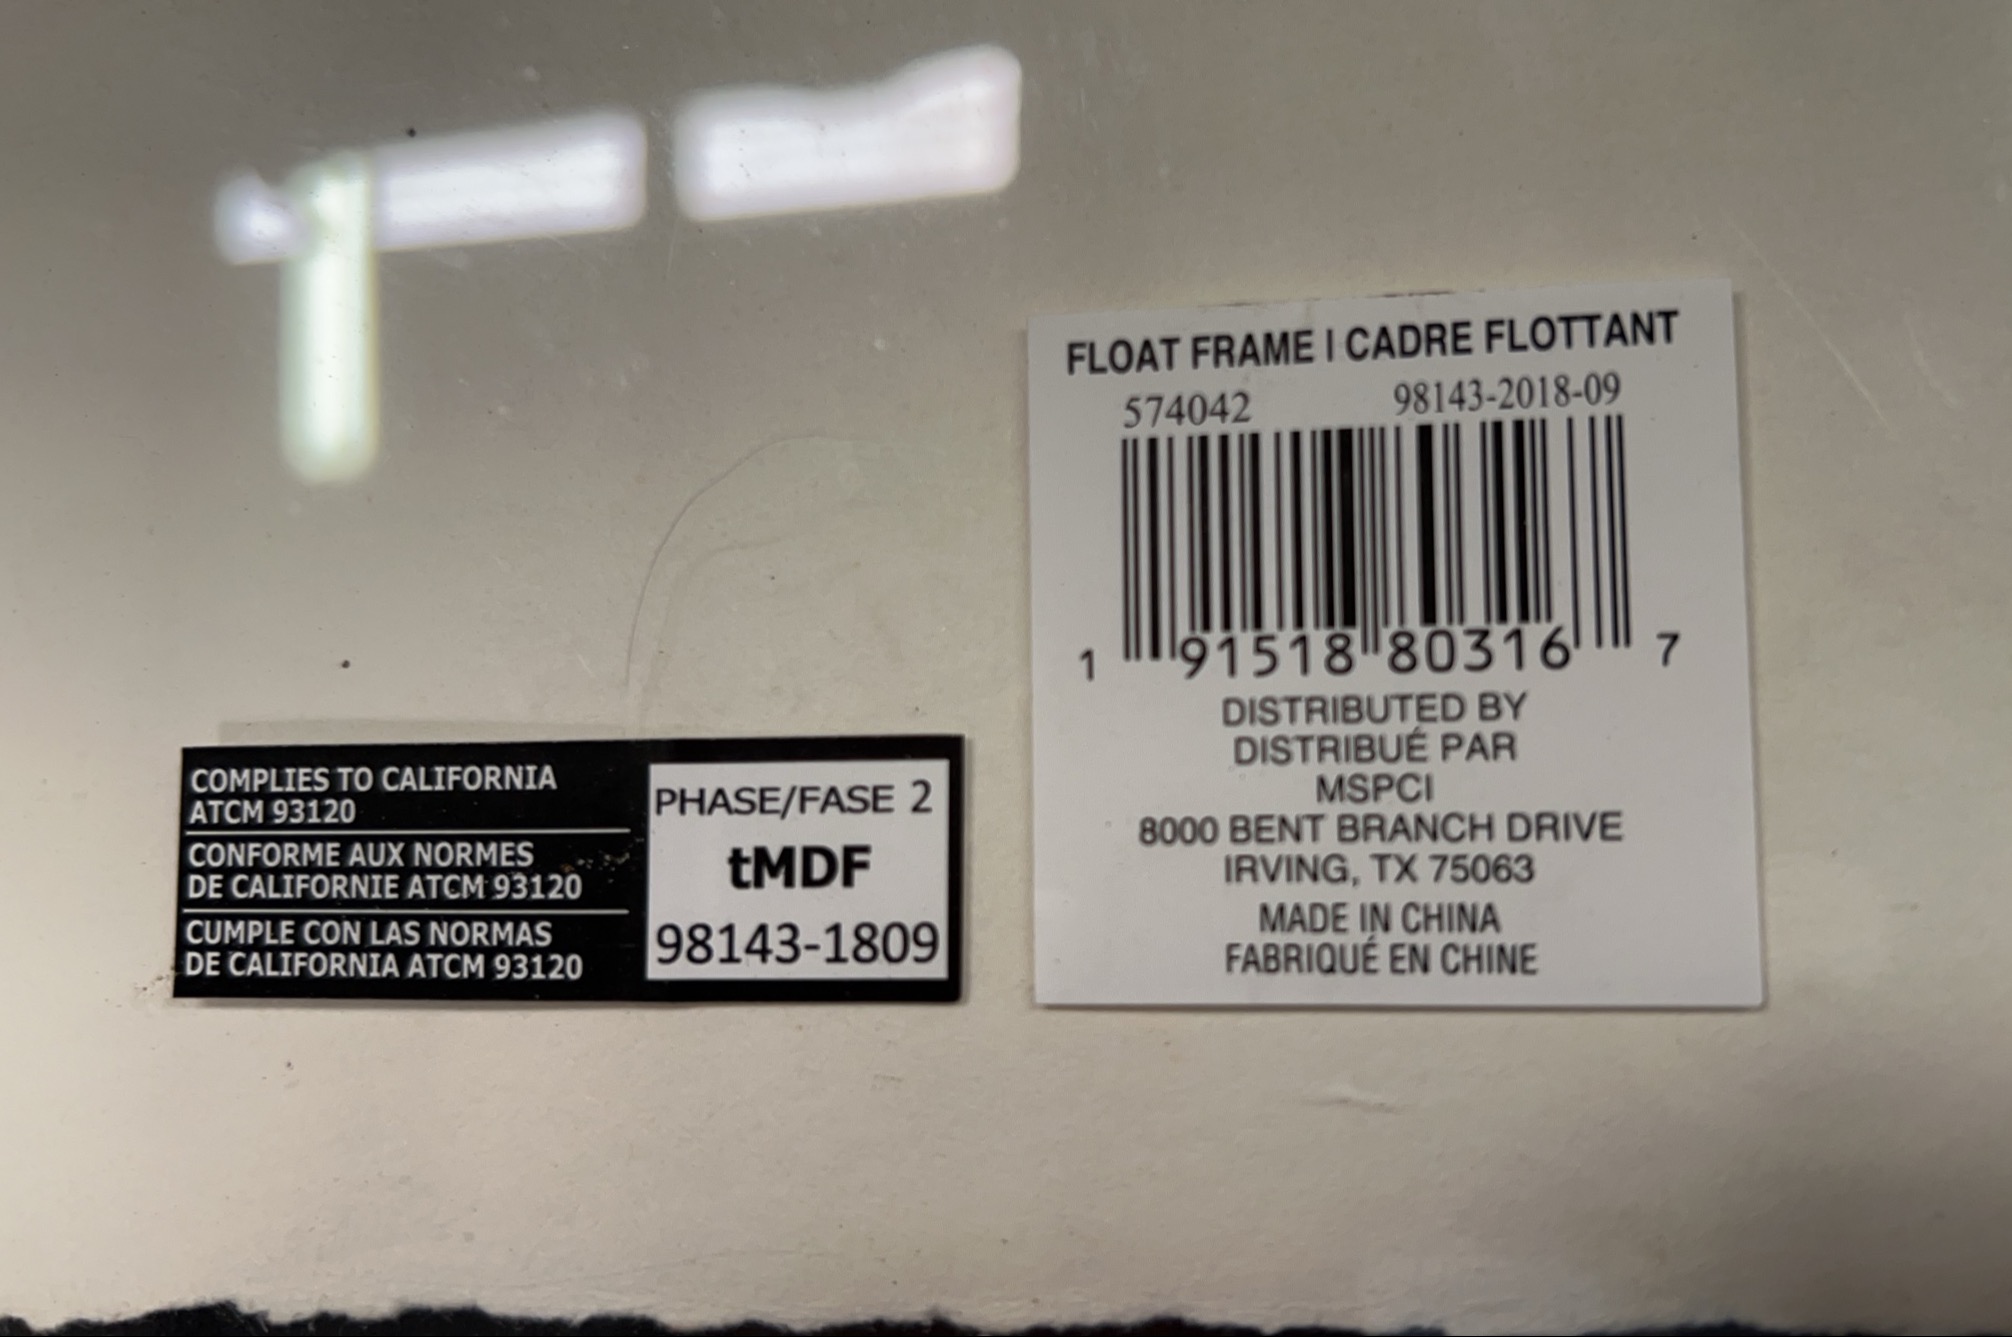 COMPLIES TO CALIFORNIA
ATCM 93120
CONFORME AUX NORMES
DE CALIFORNIE ATCM 93120
CUMPLE CON LAS NORMAS
DE CALIFORNIA ATCM 93120
PHASE/FASE 2
tMDF
98143-1809
FLOAT FRAME | CADRE FLOTTANT
574042 98143-2018-09
1 91518 80316 7
DISTRIBUTED BY
DISTRIBUÉ PAR
MSPCI
8000 BENT BRANCH DRIVE
IRVING, TX 75063
MADE IN CHINA
FABRIQUÉ EN CHINE